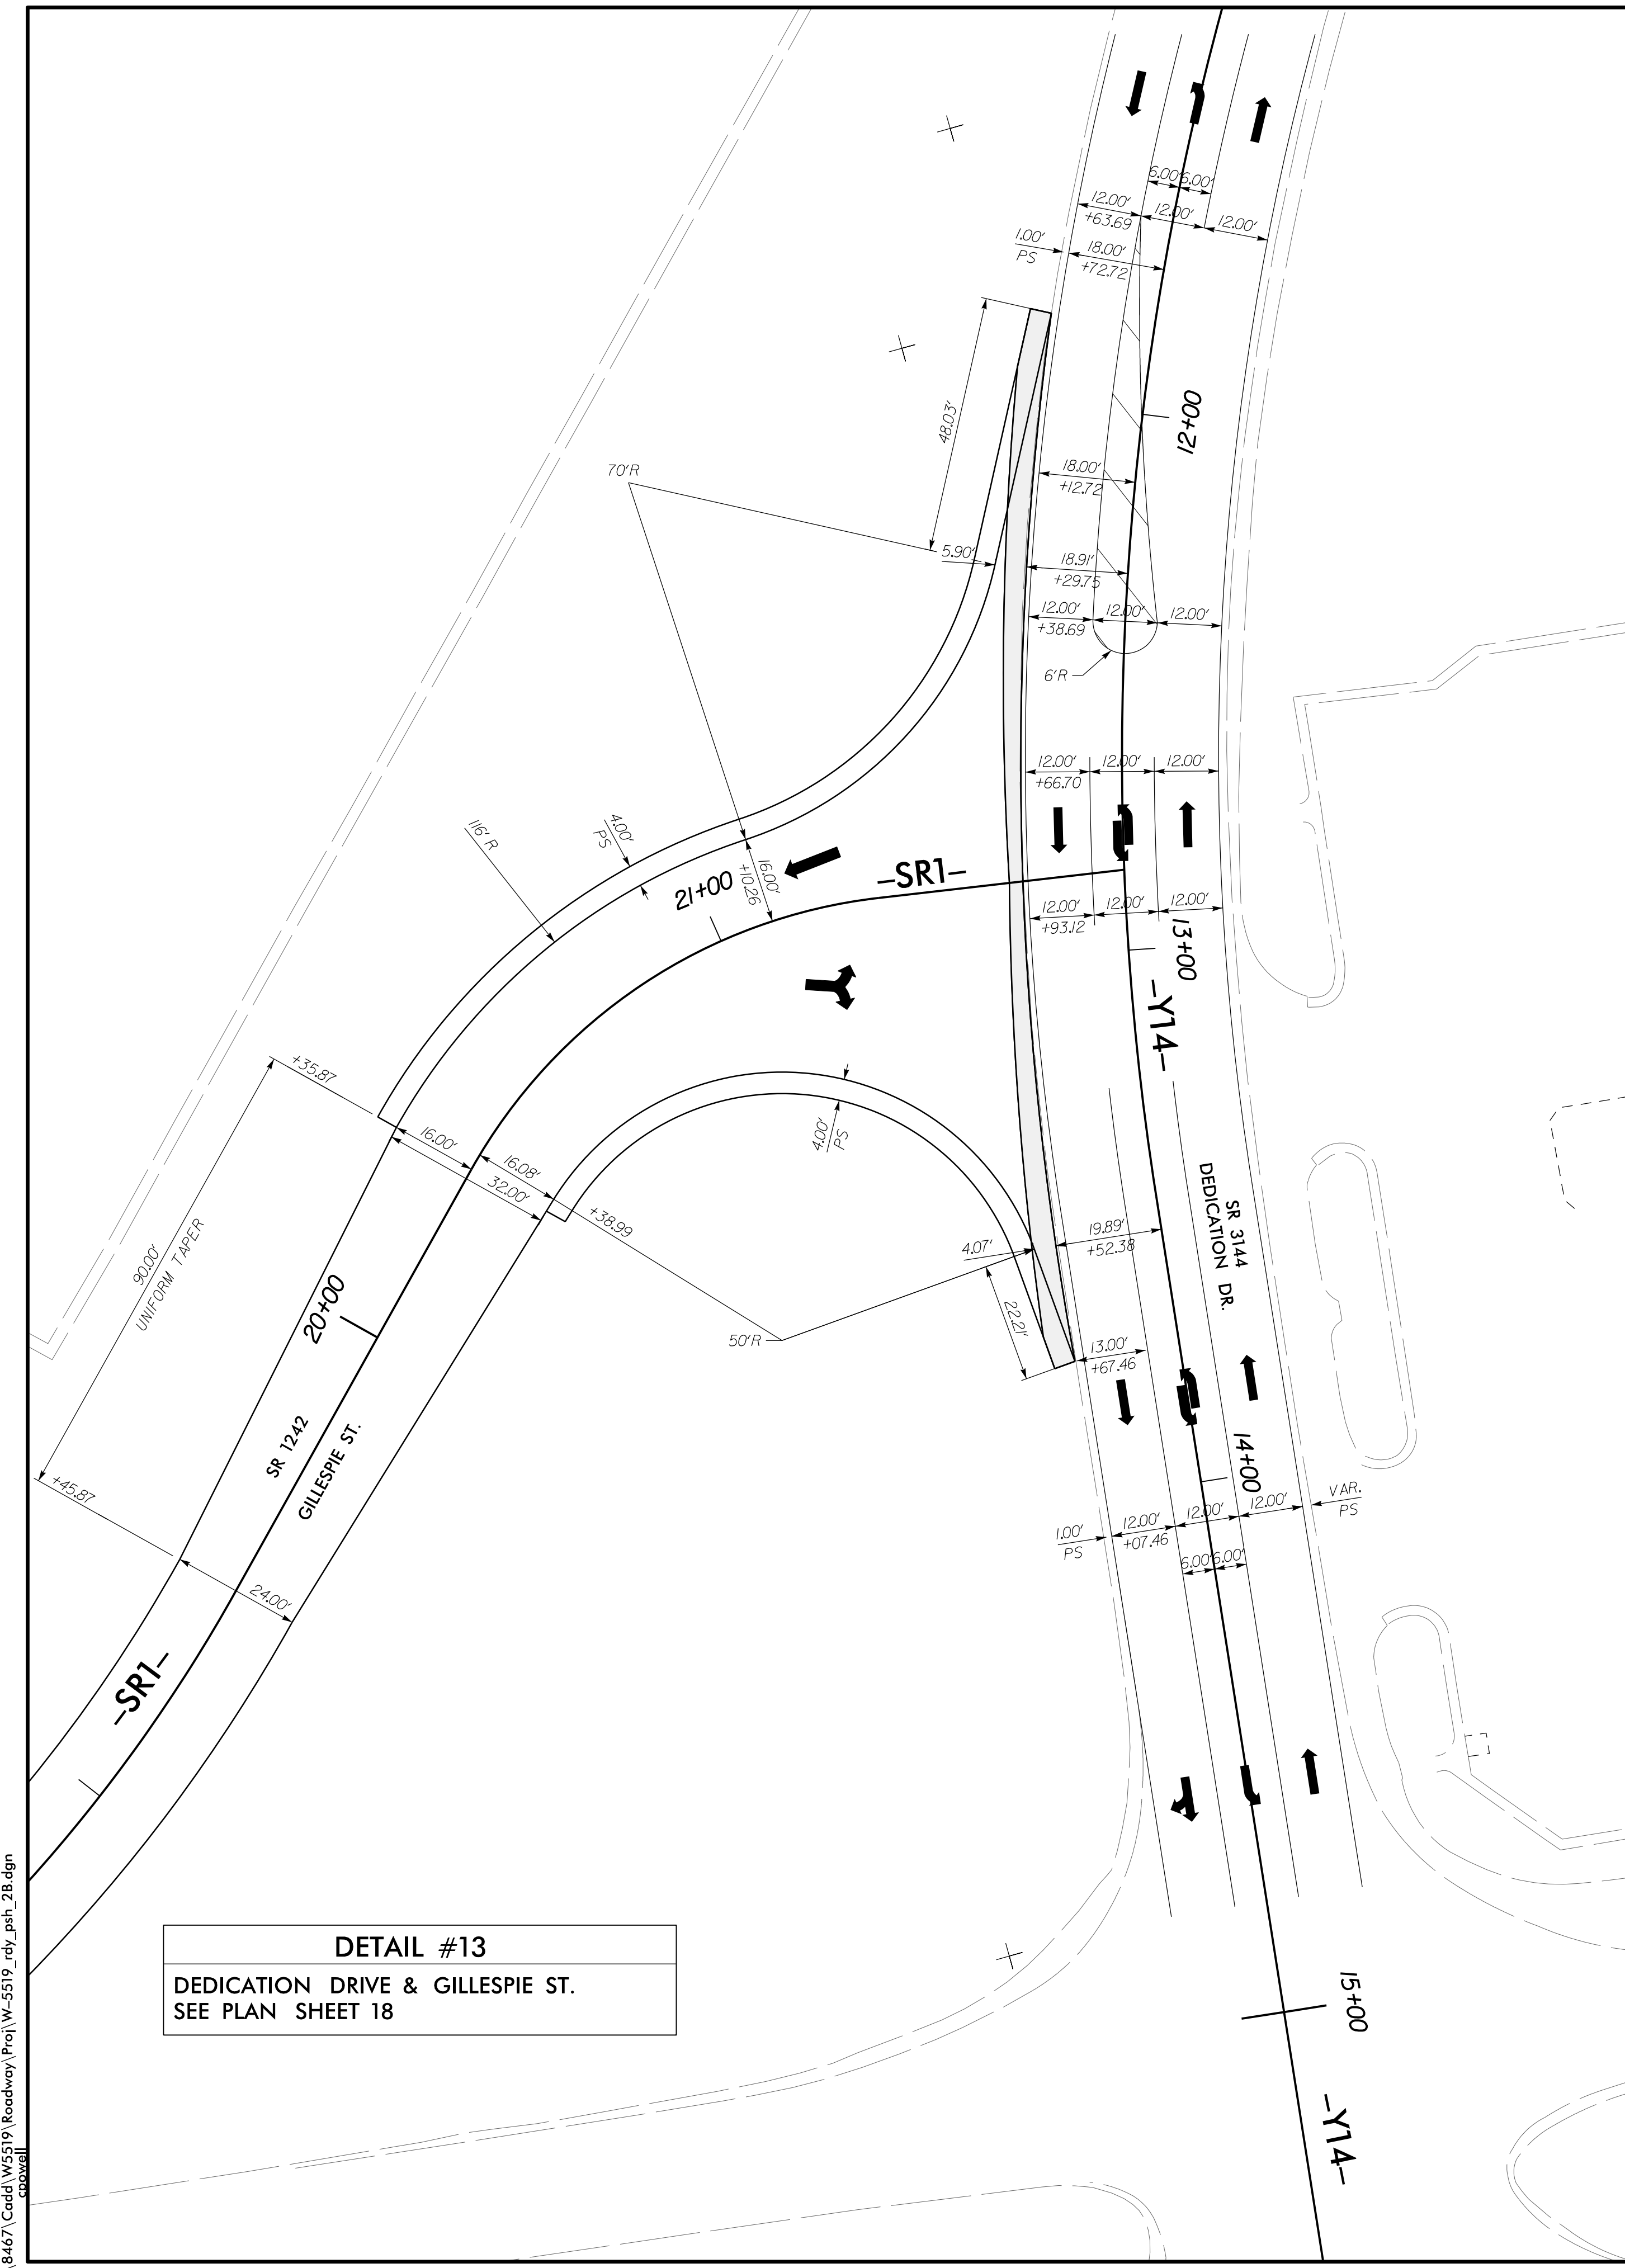 6.00'
6.00'
12.00'
+63.69
12.00'
12.00'
1.00'
PS
18.00'
+72.72
48.03'
12+00
70'R
18.00'
+12.72
5.90'
18.91'
+29.75
12.00'
+38.69
12.00'
12.00'
6'R
12.00'
+66.70
12.00'
12.00'
4.00'
PS
116' R
16.00'
+10.26
21+00
–SR1–
12.00'
+93.12
12.00'
12.00'
13+00
–Y14–
+35.87
16.00'
16.08'
32.00'
+38.99
4.00'
PS
SR 3144
DEDICATION DR.
19.89'
+52.38
4.07'
90.00'
UNIFORM TAPER
20+00
22.21'
50'R
13.00'
+67.46
SR 1242
GILLESPIE ST.
14+00
+45.87
VAR.
PS
1.00'
PS
12.00'
+07.46
12.00'
12.00'
6.00'
6.00'
24.00'
–SR1–
DETAIL #13
DEDICATION DRIVE & GILLESPIE ST.
SEE PLAN SHEET 18
15+00
–Y14–
\8467\Cadd\W5519\Roadway\Proj\W-5519_rdy_psh_2B.dgn
cpowell